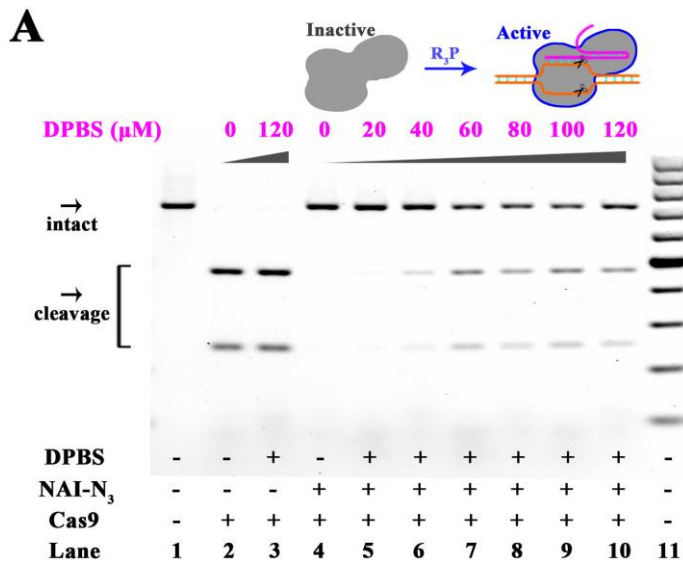 A
Inactive
R₃P
Active
DPBS (μM) 0 120 0 20 40 60 80 100 120
→
intact
→
cleavage
DPBS - - + - + + + + + + -
NAI-N₃ - - - + + + + + + + -
Cas9 - + + + + + + + + + -
Lane 1 2 3 4 5 6 7 8 9 10 11